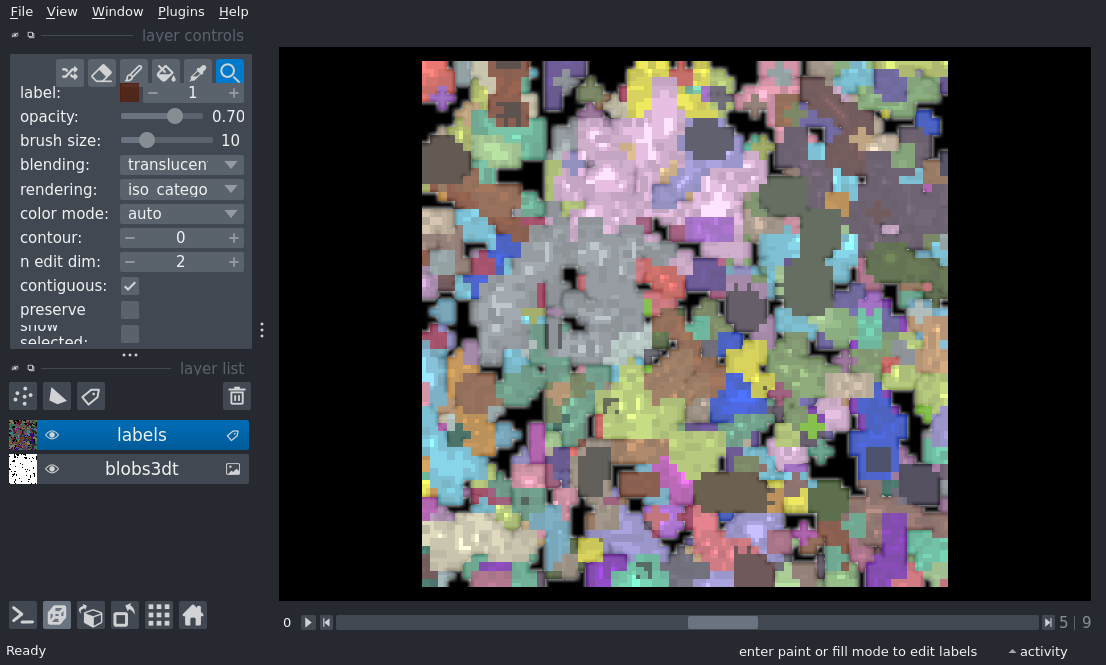 File View Window Plugins Help
layer controls
label: 1
opacity: 0.70
brush size: 10
blending: translucen
rendering: iso_catego
color mode: auto
contour: 0
n edit dim: 2
contiguous:
preserve
show
selected:
layer list
labels
blobs3dt
0 5 | 9
Ready enter paint or fill mode to edit labels activity